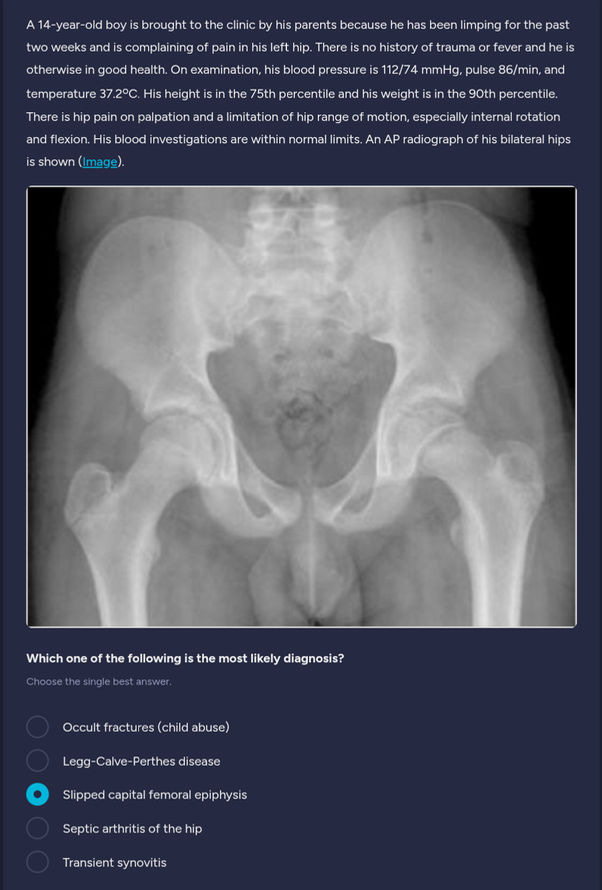 A 14-year-old boy is brought to the clinic by his parents because he has been limping for the past
two weeks and is complaining of pain in his left hip. There is no history of trauma or fever and he is
otherwise in good health. On examination, his blood pressure is 112/74 mmHg, pulse 86/min, and
temperature 37.2ºC. His height is in the 75th percentile and his weight is in the 90th percentile.
There is hip pain on palpation and a limitation of hip range of motion, especially internal rotation
and flexion. His blood investigations are within normal limits. An AP radiograph of his bilateral hips
is shown (Image).
Which one of the following is the most likely diagnosis?
Choose the single best answer.
Occult fractures (child abuse)
Legg-Calve-Perthes disease
Slipped capital femoral epiphysis
Septic arthritis of the hip
Transient synovitis